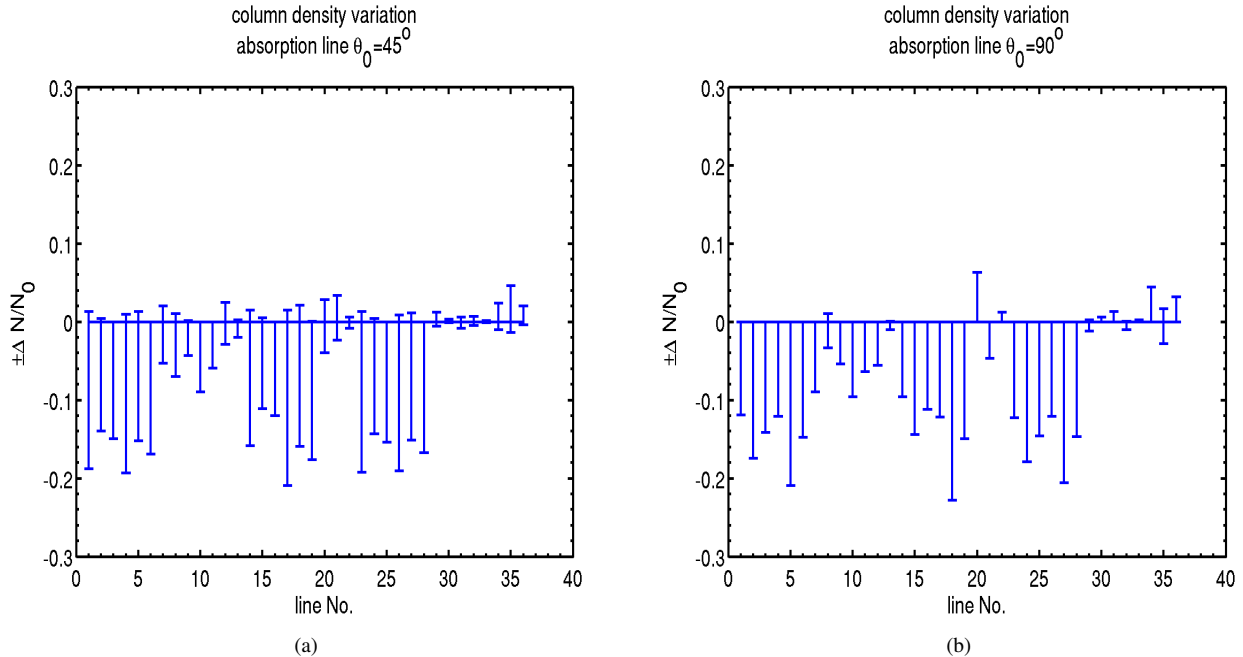 column density variation
absorption line θ0=45o
0.3
0.2
0.1
0
-0.1
-0.2
-0.3
±Δ N/N0
0 5 10 15 20 25 30 35 40
line No.
(a)
column density variation
absorption line θ0=90o
0.3
0.2
0.1
0
-0.1
-0.2
-0.3
±Δ N/N0
0 5 10 15 20 25 30 35 40
line No.
(b)